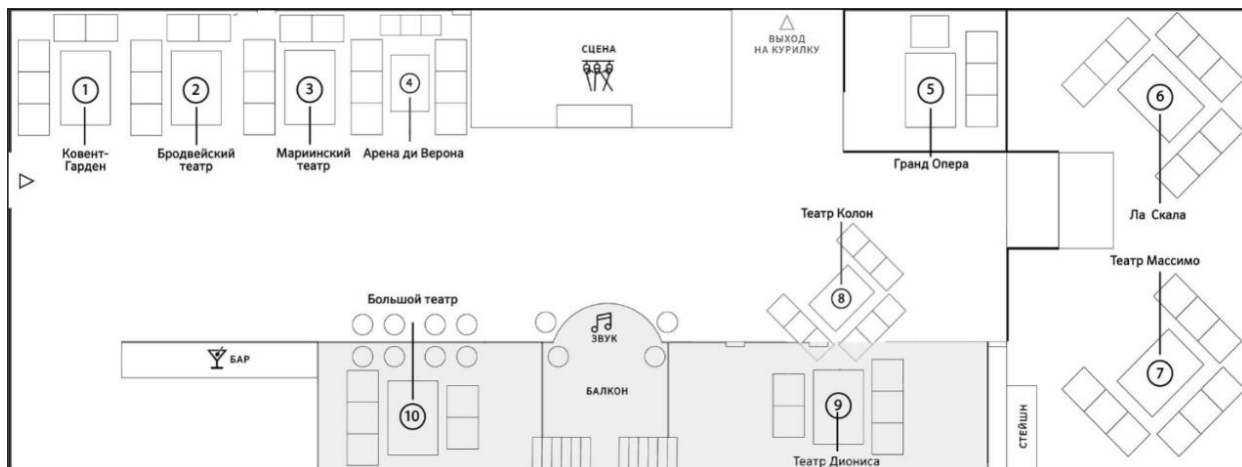 СЦЕНА
ВЫХОД
НА КУРИЛКУ
1
2
3
4
5
6
Ковент-
Гарден
Бродвейский
театр
Мариинский
театр
Арена ди Верона
Гранд Опера
Ла Скала
Театр Колон
Театр Массимо
8
Большой театр
ЗВУК
БАР
БАЛКОН
7
10
9
СТЕЙШН
Театр Диониса